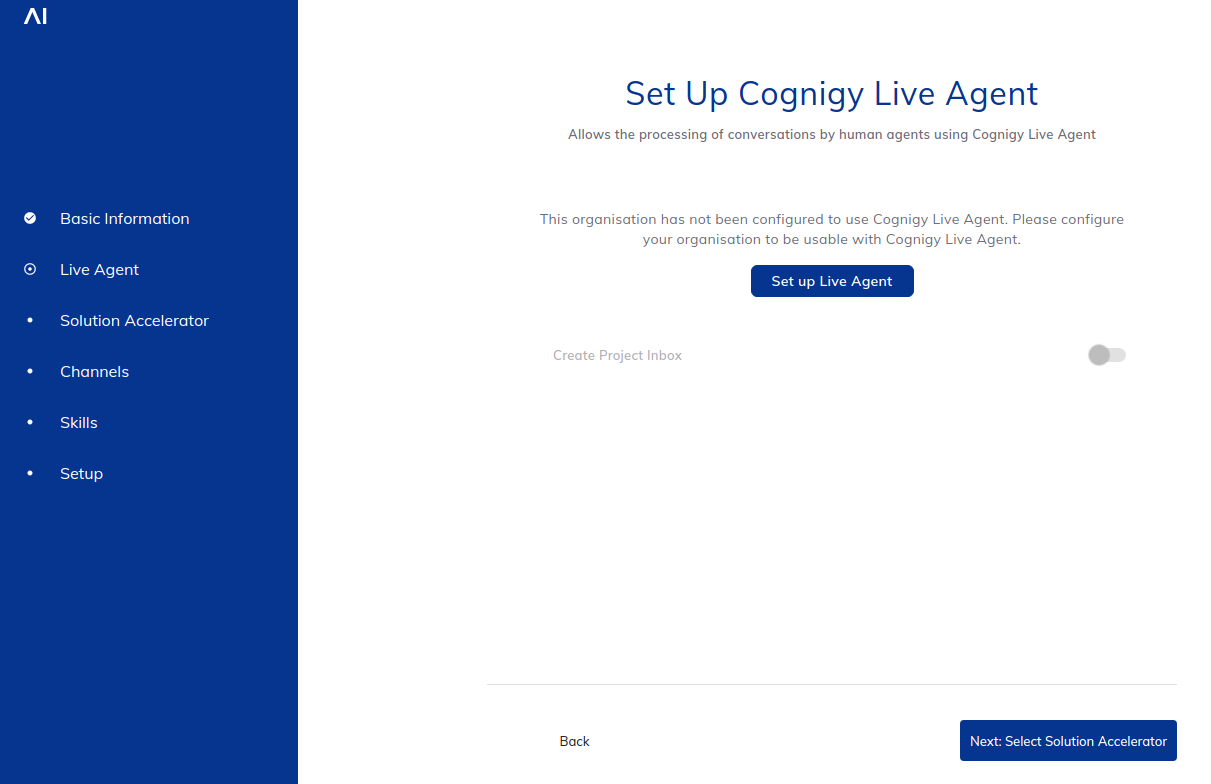 AI
Basic Information
Live Agent
Solution Accelerator
Channels
Skills
Setup
Set Up Cognigy Live Agent
Allows the processing of conversations by human agents using Cognigy Live Agent
This organisation has not been configured to use Cognigy Live Agent. Please configure
your organisation to be usable with Cognigy Live Agent.
Set up Live Agent
Create Project Inbox
Back
Next: Select Solution Accelerator